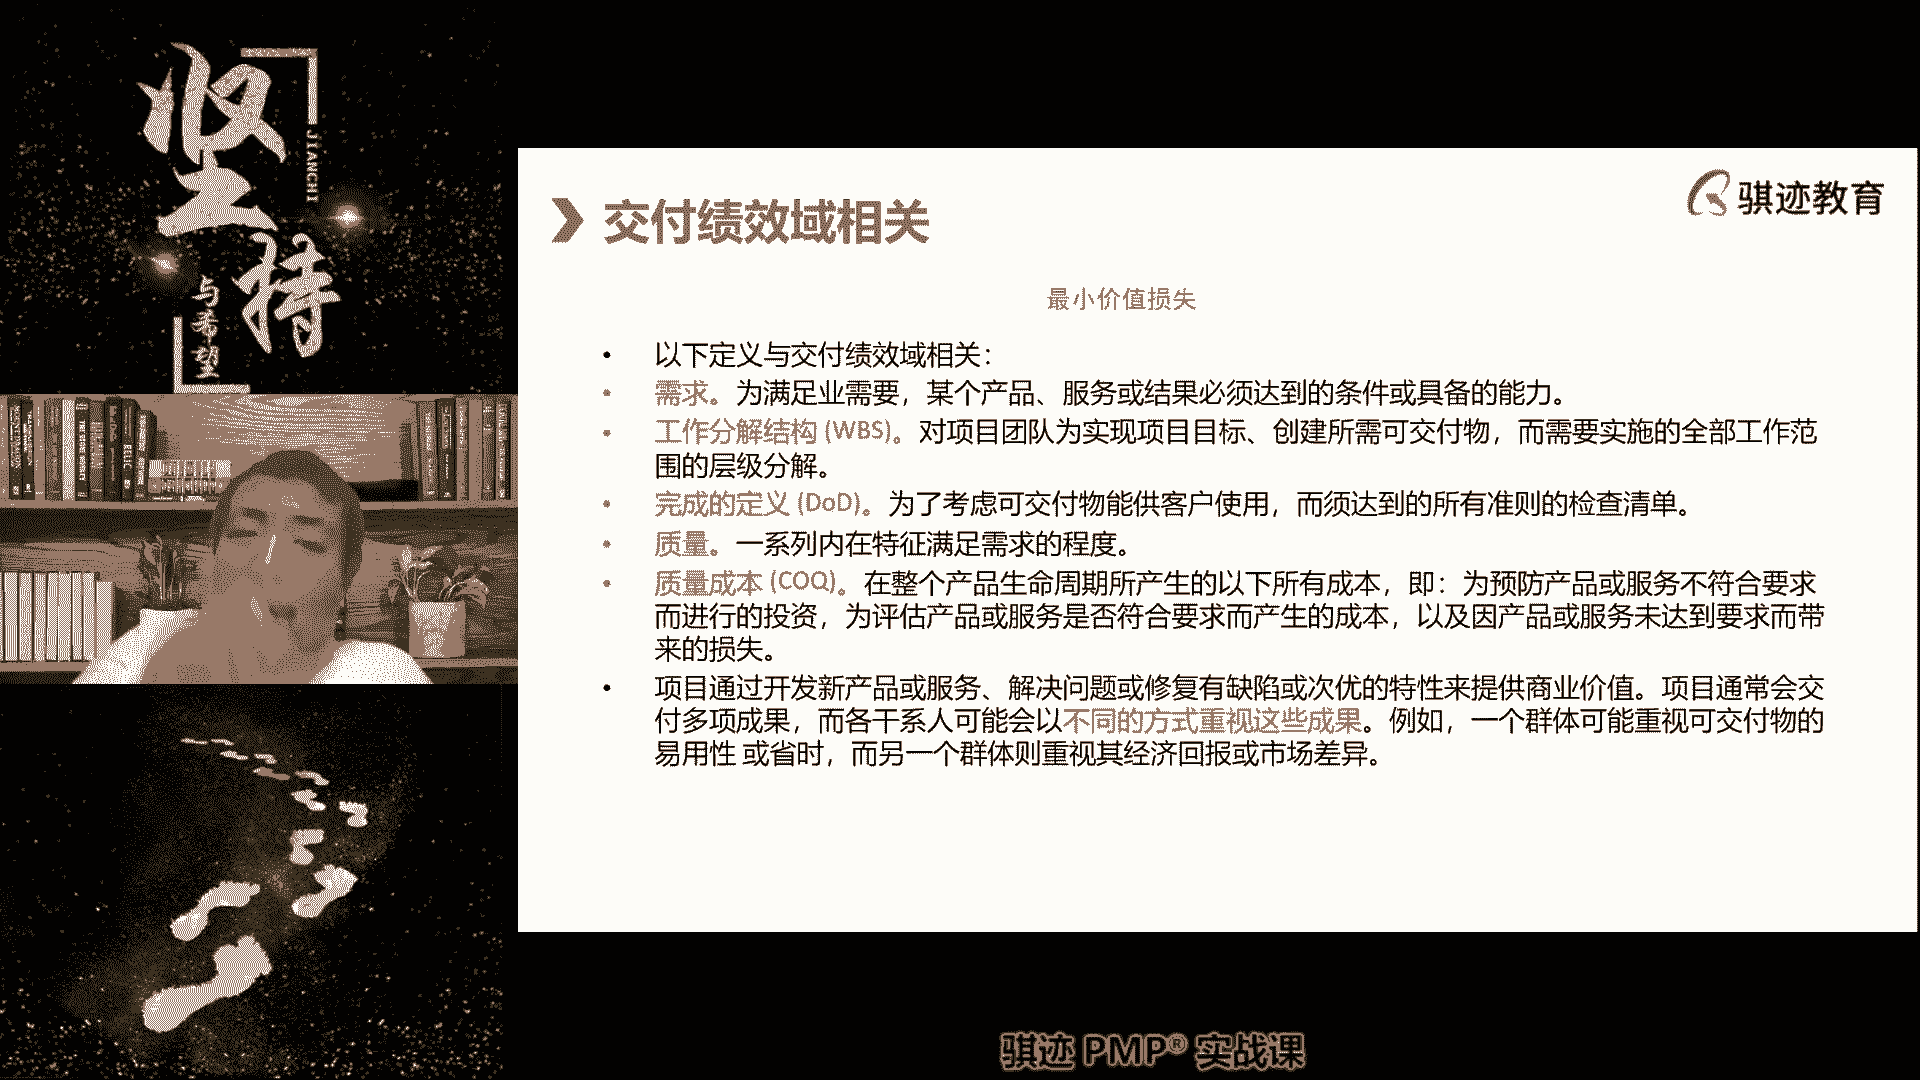 坚持
JIANCHI
与希望
骐迹教育
交付绩效域相关
最小价值损失
• 以下定义与交付绩效域相关：
• 需求。为满足业需要，某个产品、服务或结果必须达到的条件或具备的能力。
• 工作分解结构 (WBS)。对项目团队为实现项目目标、创建所需可交付物，而需要实施的全部工作范
围的层级分解。
• 完成的定义 (DoD)。为了考虑可交付物能供客户使用，而须达到的所有准则的检查清单。
• 质量。一系列内在特征满足需求的程度。
• 质量成本 (COQ)。在整个产品生命周期所产生的以下所有成本，即：为预防产品或服务不符合要求
而进行的投资，为评估产品或服务是否符合要求而产生的成本，以及因产品或服务未达到要求而带
来的损失。
• 项目通过开发新产品或服务、解决问题或修复有缺陷或次优的特性来提供商业价值。项目通常会交
付多项成果，而各干系人可能会以不同的方式重视这些成果。例如，一个群体可能重视可交付物的
易用性 或省时，而另一个群体则重视其经济回报或市场差异。
骐迹 PMP® 实战课